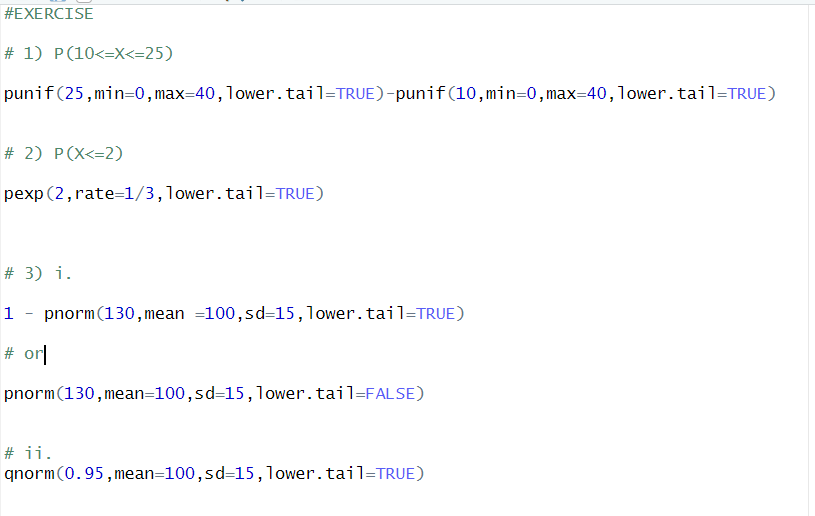 #EXERCISE
# 1) P(10<=X<=25)
punif(25,min=0,max=40,lower.tail=TRUE)-punif(10,min=0,max=40,lower.tail=TRUE)
# 2) P(X<=2)
pexp(2,rate=1/3,lower.tail=TRUE)
# 3) i.
1 - pnorm(130,mean =100,sd=15,lower.tail=TRUE)
# or
pnorm(130,mean=100,sd=15,lower.tail=FALSE)
# ii.
qnorm(0.95,mean=100,sd=15,lower.tail=TRUE)